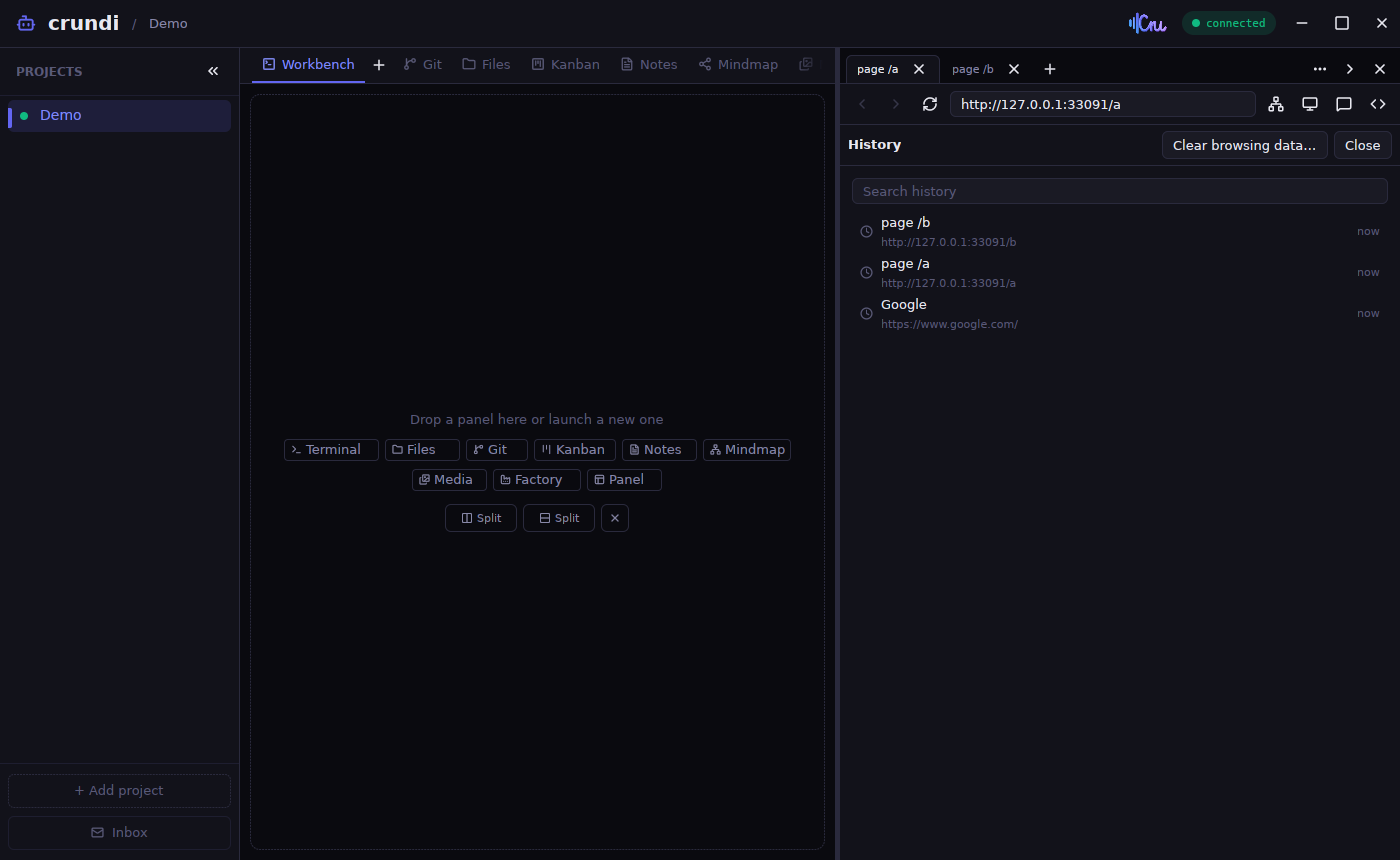 crundi / Demo
Cru
connected
PROJECTS
Demo
+ Add project
Inbox
Workbench
Git
Files
Kanban
Notes
Mindmap
Drop a panel here or launch a new one
Terminal
Files
Git
Kanban
Notes
Mindmap
Media
Factory
Panel
Split
Split
page /a
page /b
http://127.0.0.1:33091/a
History
Clear browsing data...
Close
Search history
page /b
http://127.0.0.1:33091/b
now
page /a
http://127.0.0.1:33091/a
now
Google
https://www.google.com/
now